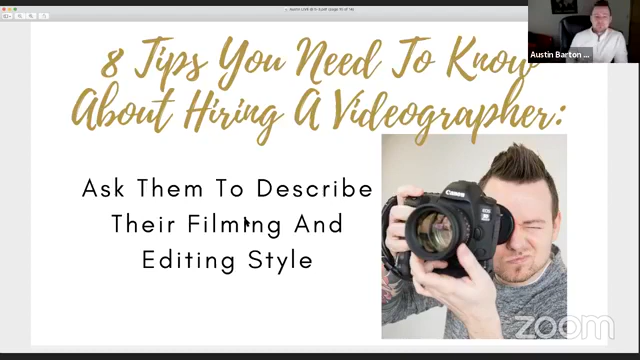 8 Tips You Need To Know
About Hiring A Videographer:
Ask Them To Describe
Their Filming And
Editing Style
Canon
Austin Barton ...
zoom